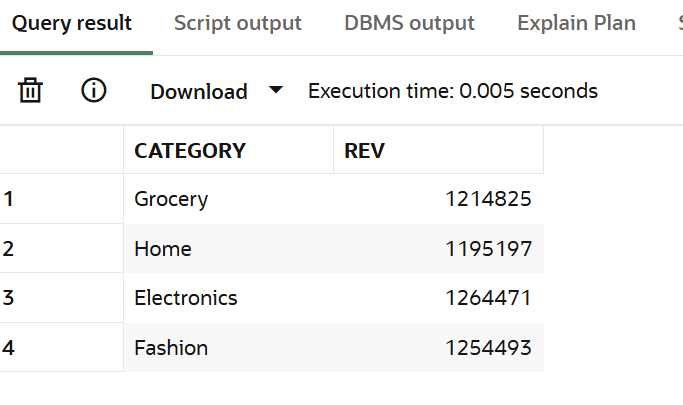 Query result Script output DBMS output Explain Plan S
Download Execution time: 0.005 seconds
CATEGORY REV
1 Grocery 1214825
2 Home 1195197
3 Electronics 1264471
4 Fashion 1254493